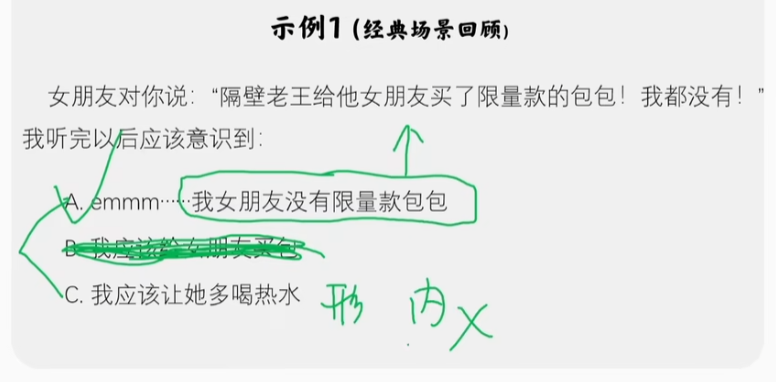 示例1 (经典场景回顾)
女朋友对你说：“隔壁老王给他女朋友买了限量款的包包！我都没有！”
我听完以后应该意识到：
A. emmm……我女朋友没有限量款包包
B. 我应该给女朋友买包
C. 我应该让她多喝热水
形 内 X